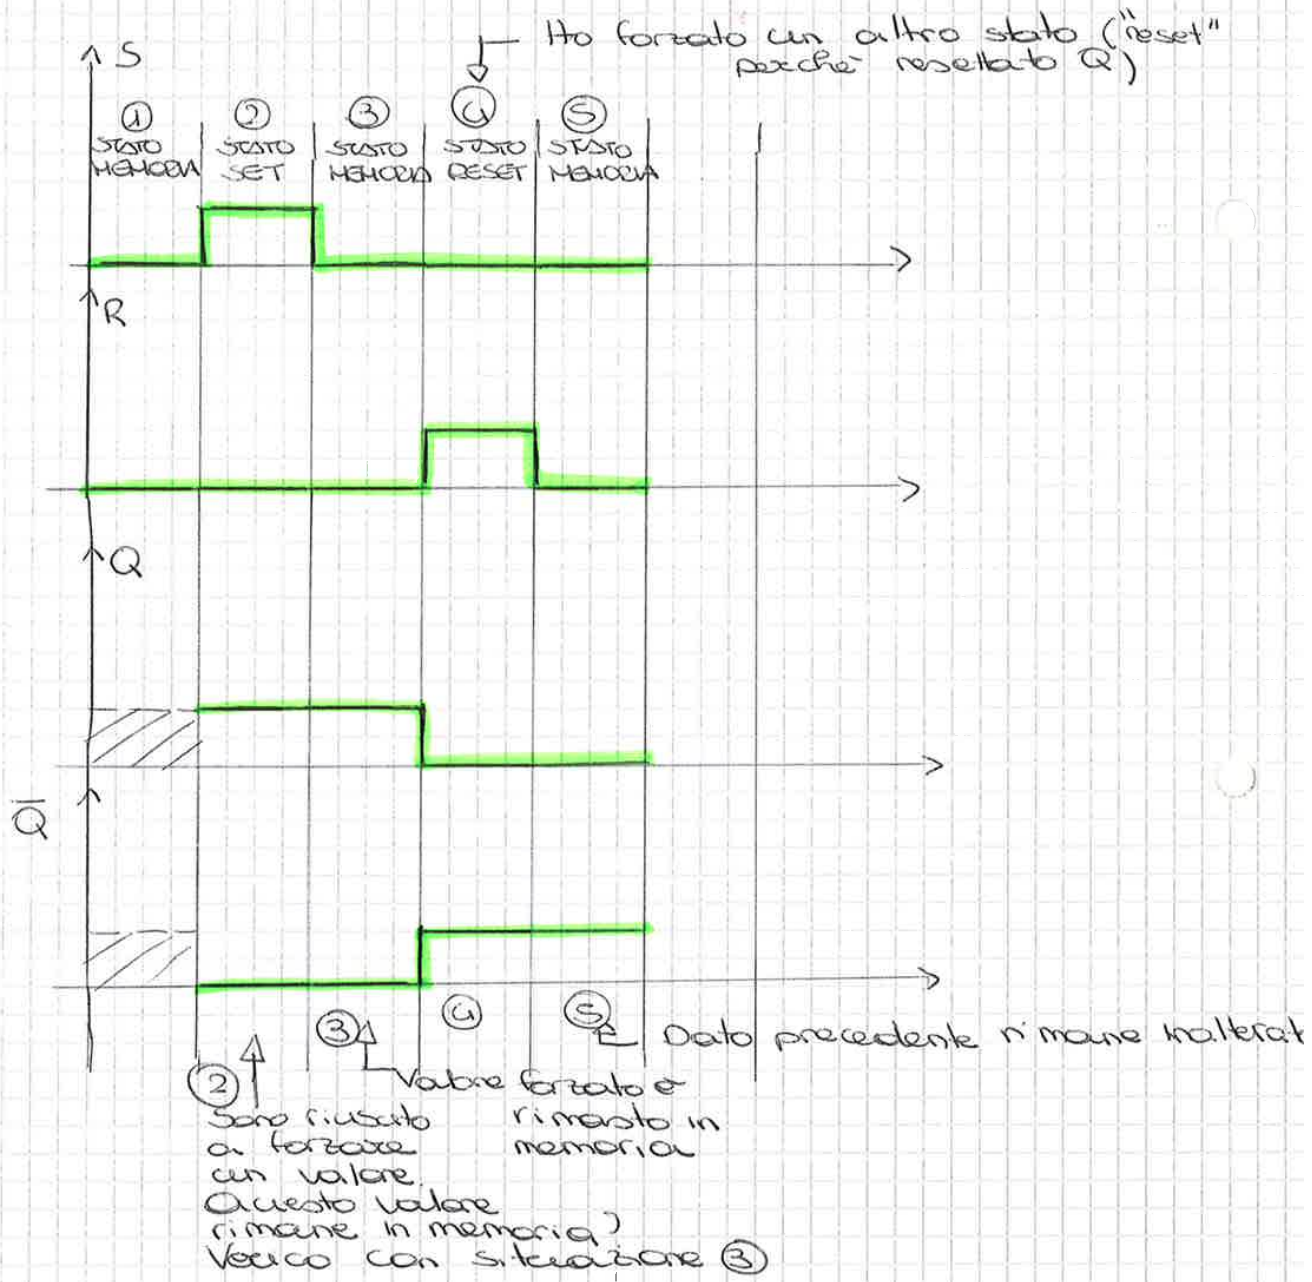 Ho forzato un altro stato ("reset"
perché resettato Q)
S
1 2 3 4 5
STATO MEMORIA
STATO SET
STATO MEMORIA
STATO RESET
STATO MEMORIA
R
Q
Q̅
3 4 5
Dato precedente rimane inalterat
2
Valore forzato è
rimasto in
memoria
Sono riuscito
a forzare
un valore.
Questo valore
rimane in memoria?
Verico con situazione 3